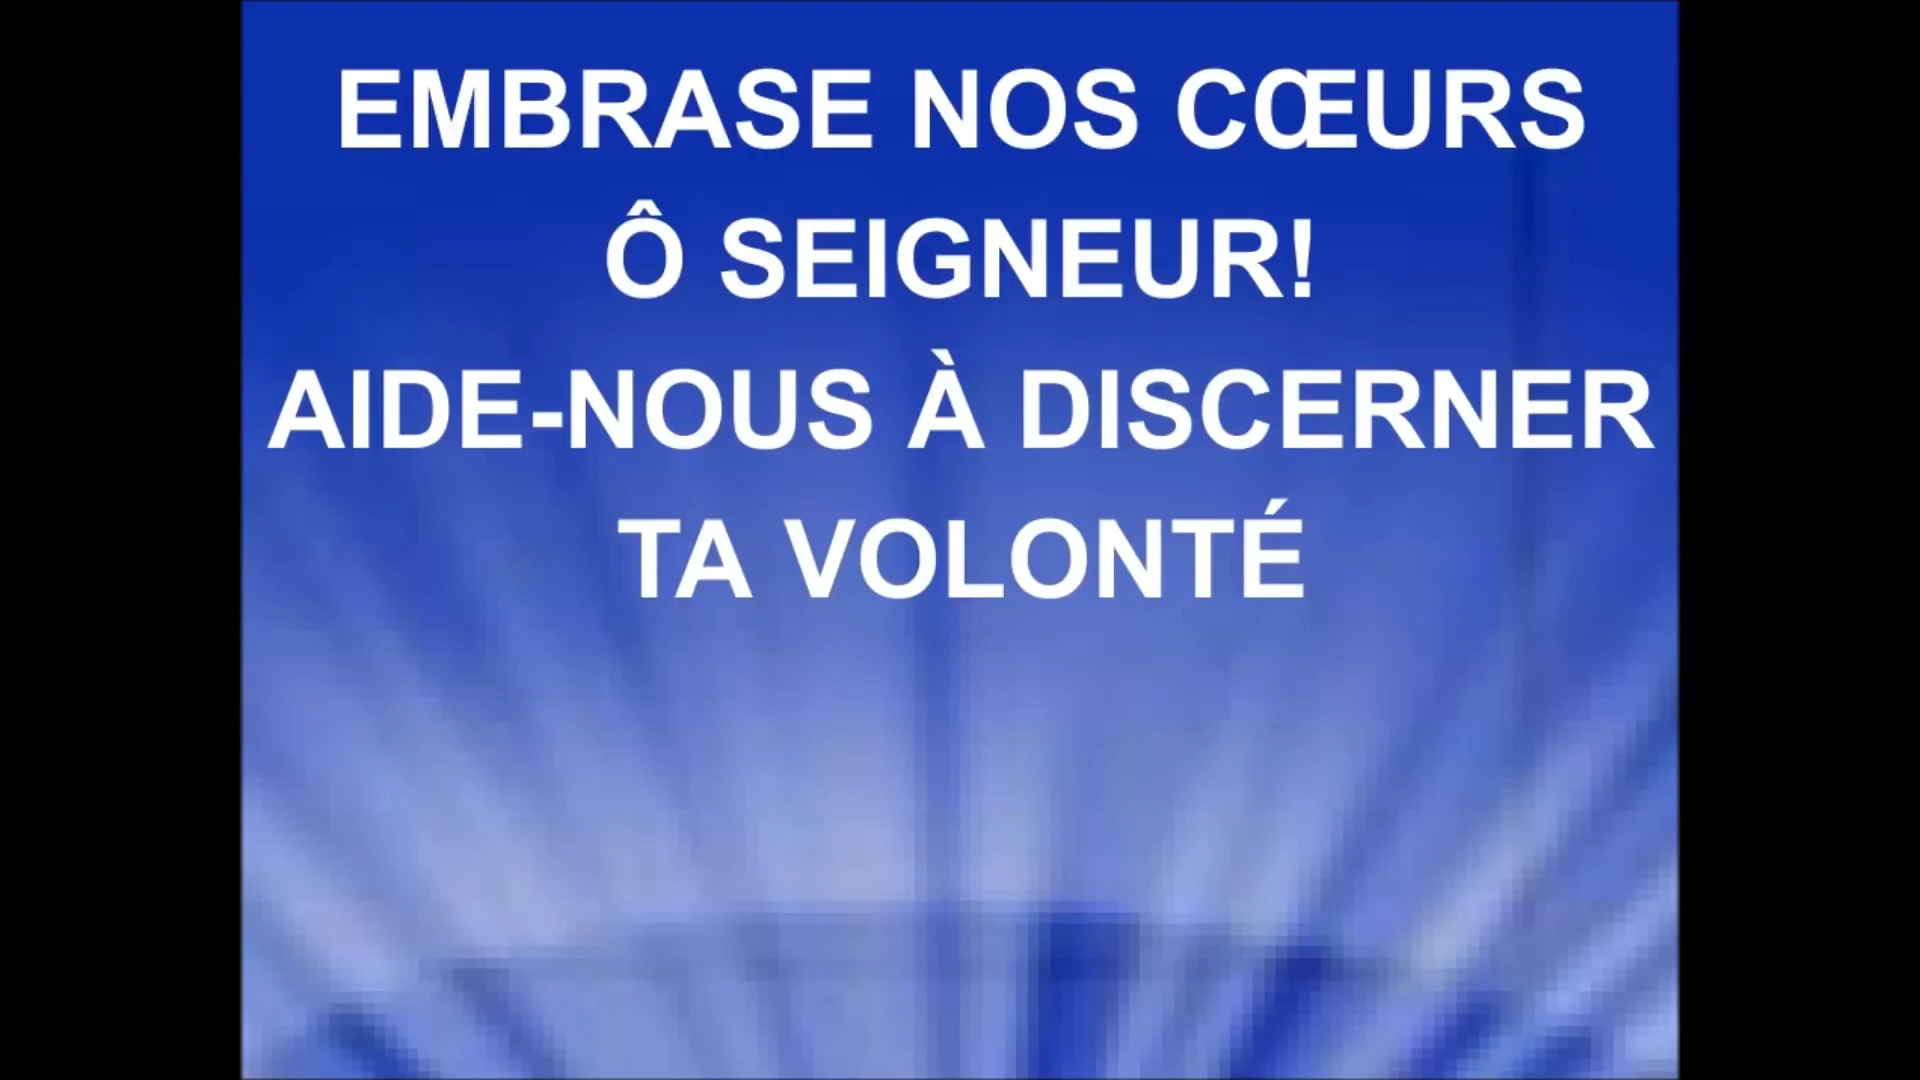 EMBRASE NOS CŒURS
Ô SEIGNEUR!
AIDE-NOUS À DISCERNER
TA VOLONTÉ